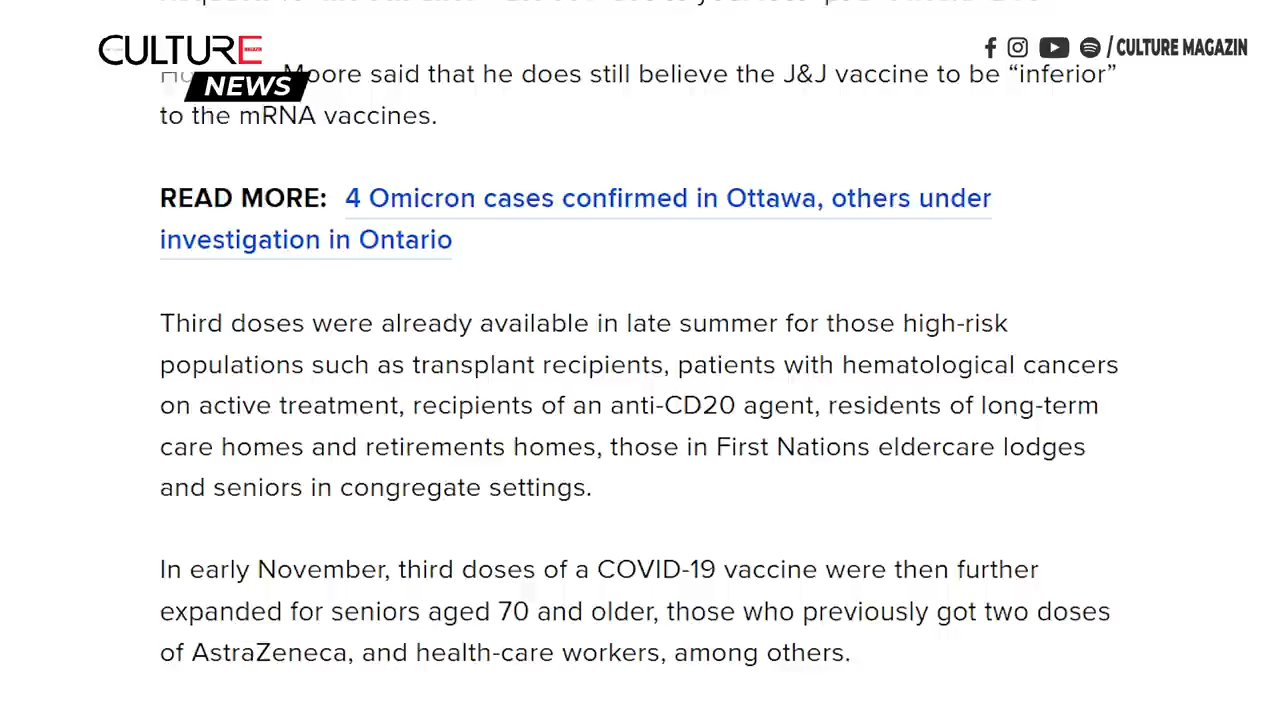 CULTURE
NEWS
/ CULTURE MAGAZIN
Moore said that he does still believe the J&J vaccine to be “inferior”
to the mRNA vaccines.
READ MORE: 4 Omicron cases confirmed in Ottawa, others under
investigation in Ontario
Third doses were already available in late summer for those high-risk
populations such as transplant recipients, patients with hematological cancers
on active treatment, recipients of an anti-CD20 agent, residents of long-term
care homes and retirements homes, those in First Nations eldercare lodges
and seniors in congregate settings.
In early November, third doses of a COVID-19 vaccine were then further
expanded for seniors aged 70 and older, those who previously got two doses
of AstraZeneca, and health-care workers, among others.